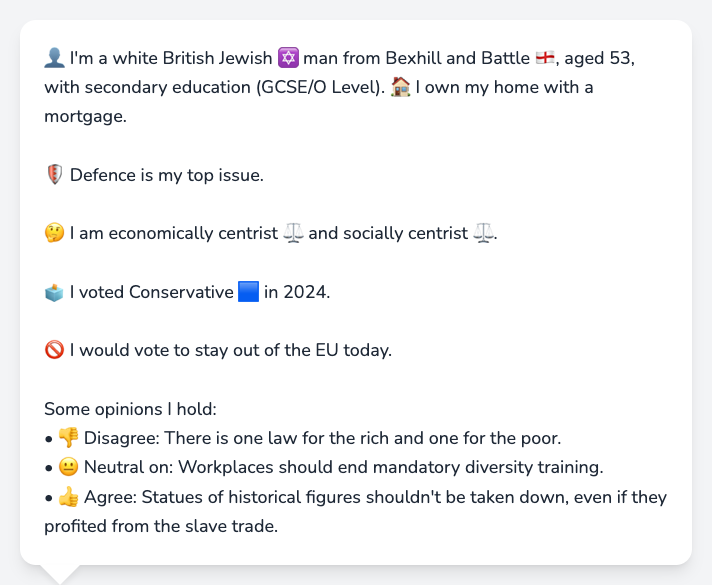 👤 I'm a white British Jewish ✡️ man from Bexhill and Battle 🏴󠁧󠁢󠁥󠁮󠁧󠁿, aged 53,
with secondary education (GCSE/O Level). 🏠 I own my home with a
mortgage.
🛡️ Defence is my top issue.
🤔 I am economically centrist ⚖️ and socially centrist ⚖️.
🗳️ I voted Conservative 🟦 in 2024.
🚫 I would vote to stay out of the EU today.
Some opinions I hold:
• 👎 Disagree: There is one law for the rich and one for the poor.
• 😐 Neutral on: Workplaces should end mandatory diversity training.
• 👍 Agree: Statues of historical figures shouldn't be taken down, even if they
profited from the slave trade.